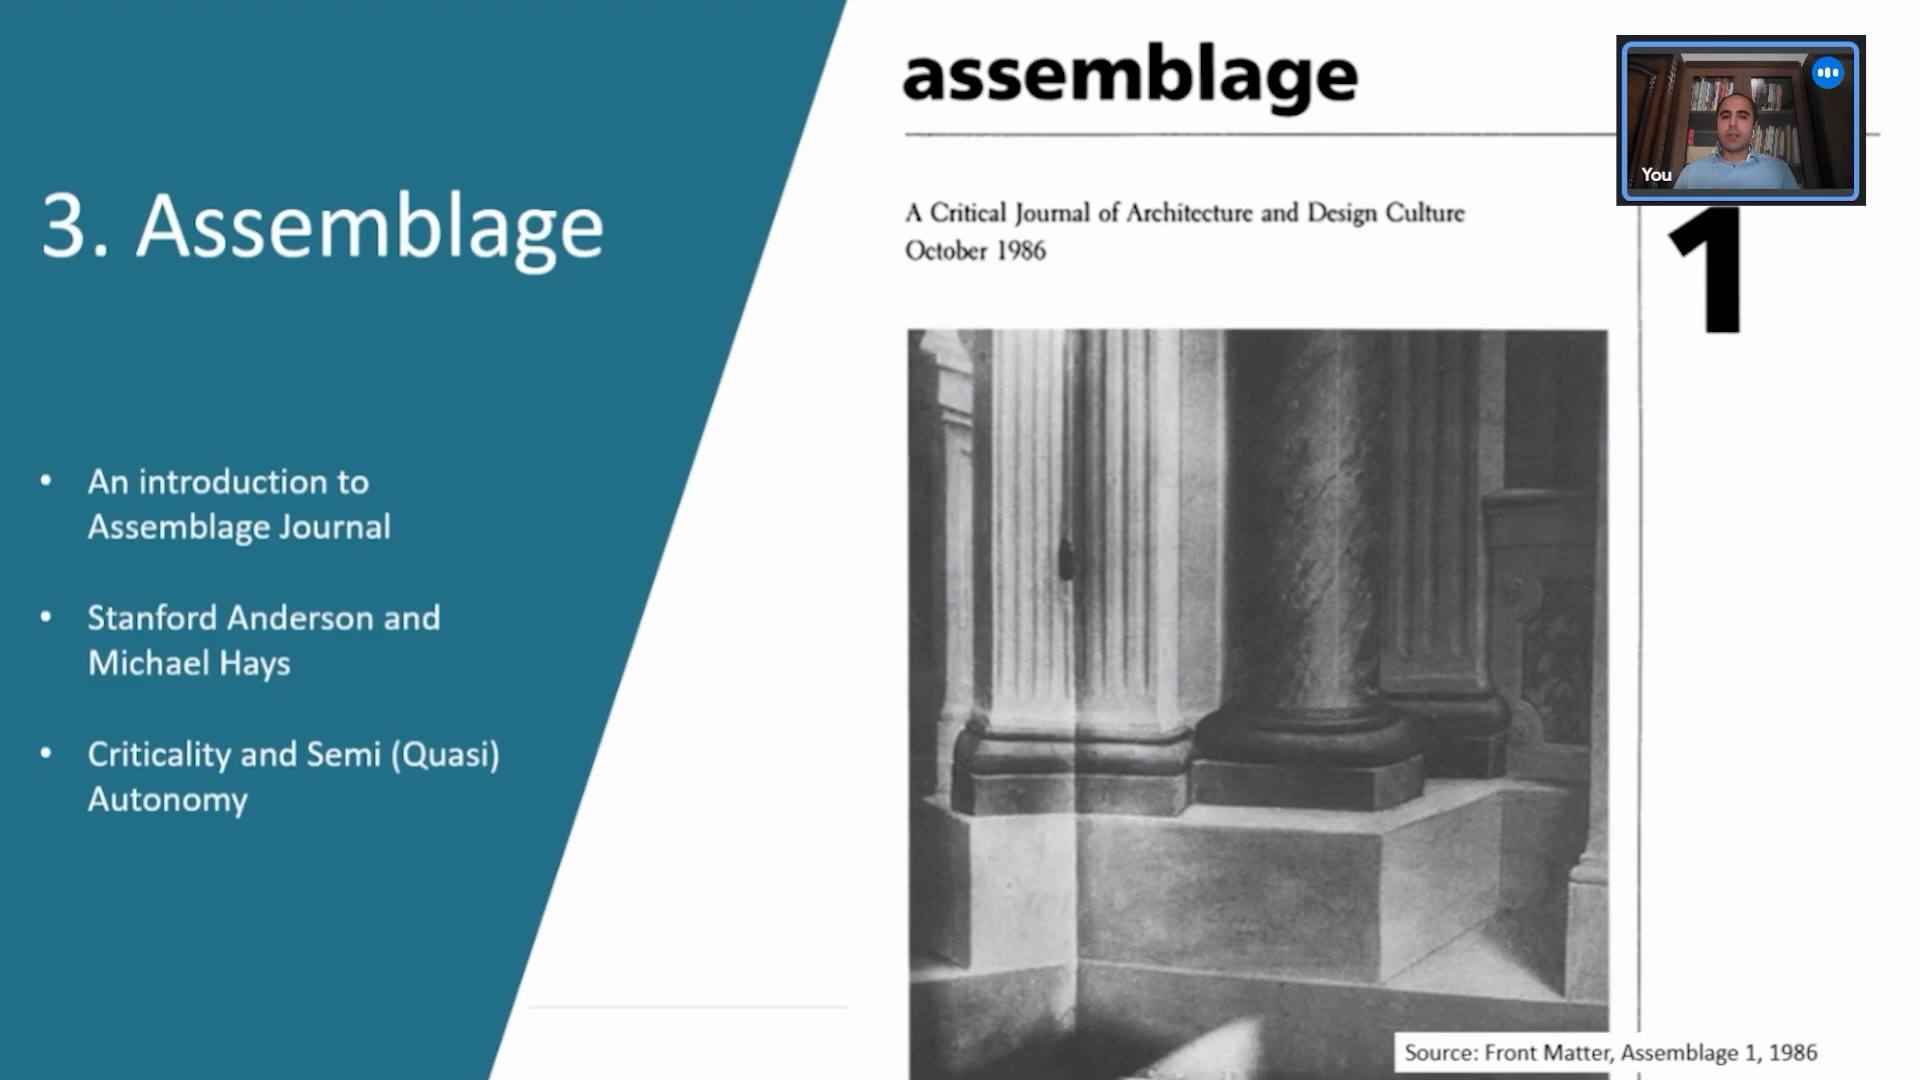 3. Assemblage
• An introduction to
Assemblage Journal
• Stanford Anderson and
Michael Hays
• Criticality and Semi (Quasi)
Autonomy
assemblage
A Critical Journal of Architecture and Design Culture
October 1986
1
You
Source: Front Matter, Assemblage 1, 1986